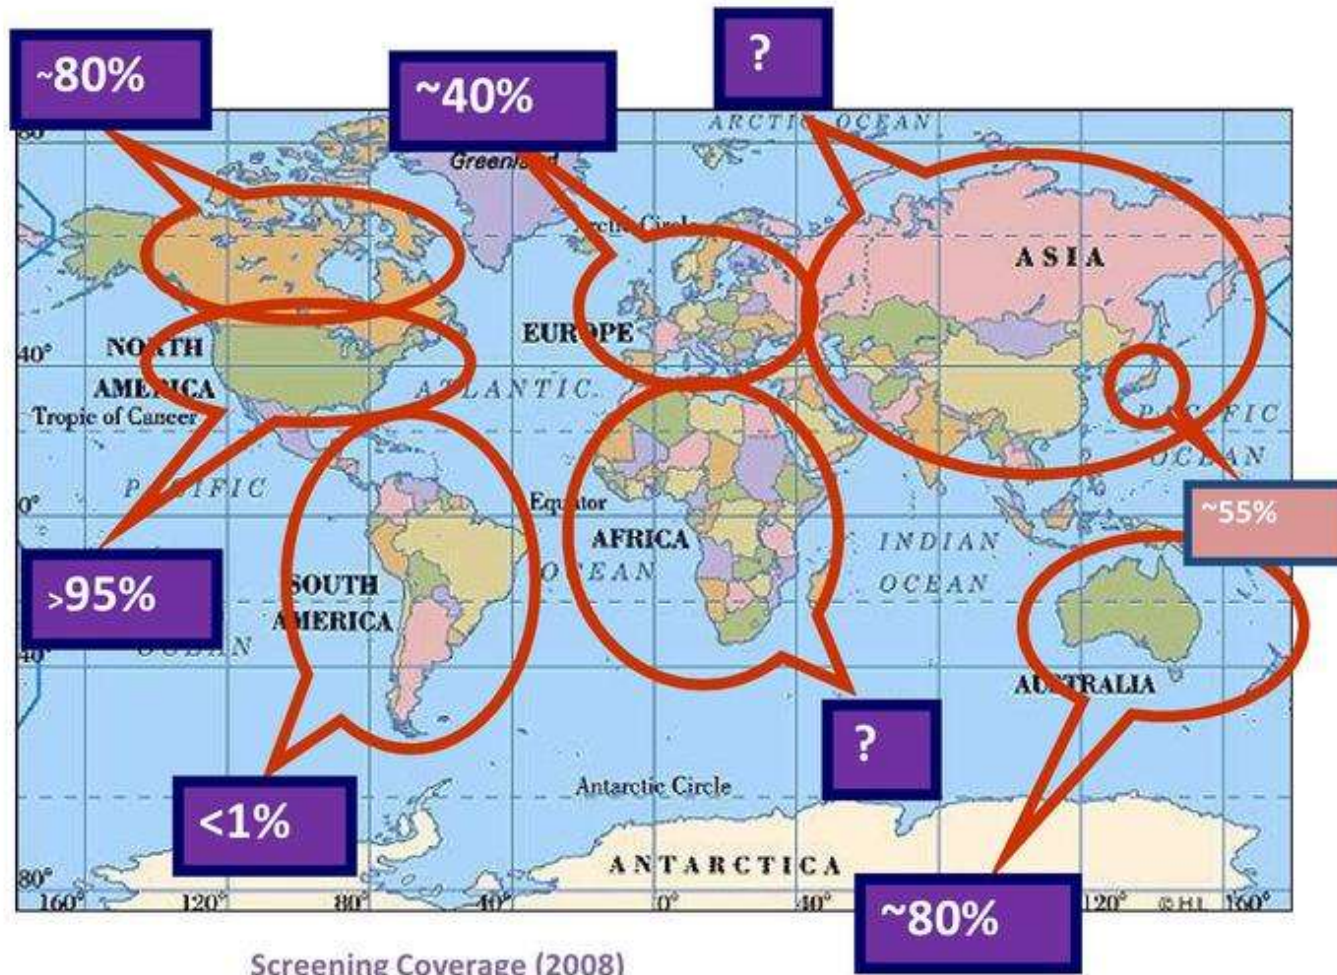 ?
~80%
~40%
80°
ARCTIC OCEAN
Greenland
Arctic Circle
ASIA
EUROPE
NORTH
AMERICA
40°
ATLANTIC
Tropic of Cancer
PACIFIC
OCEAN
PACIFIC
0°
Equator
~55%
AFRICA
INDIAN
OCEAN
OCEAN
>95%
SOUTH
AMERICA
OCEAN
40°
AUSTRALIA
?
Antarctic Circle
<1%
ANTARCTICA
80°
160° 120° 80° 40° 0° 40° 120° © H.L. 160°
~80%
Screening Coverage (2008)